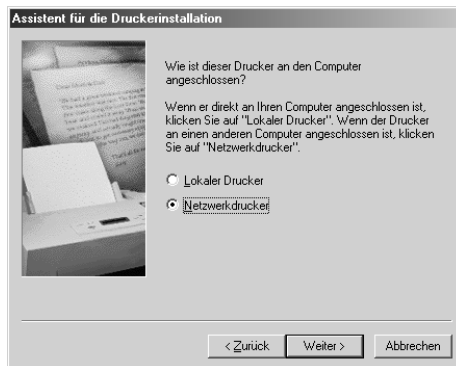 Assistent für die Druckerinstallation
Wie ist dieser Drucker an den Computer
angeschlossen?
Wenn er direkt an Ihren Computer angeschlossen ist,
klicken Sie auf "Lokaler Drucker". Wenn der Drucker
an einen anderen Computer angeschlossen ist, klicken
Sie auf "Netzwerkdrucker".
Lokaler Drucker
Netzwerkdrucker
< Zurück
Weiter >
Abbrechen